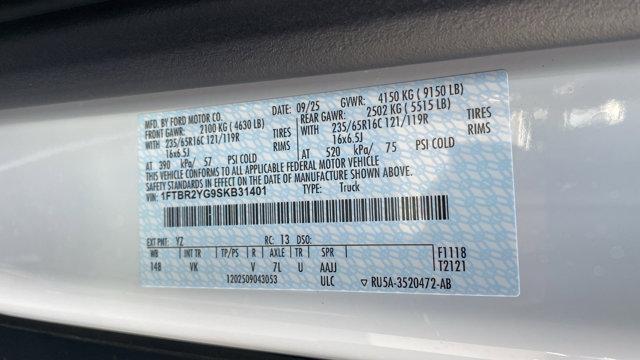 MFD. BY FORD MOTOR CO. DATE: 09/25 GVWR: 4150 KG ( 9150 LB)
FRONT GAWR: 2100 KG ( 4630 LB) REAR GAWR: 2502 KG ( 5515 LB)
WITH 235/65R16C 121/119R TIRES WITH 235/65R16C 121/119R TIRES
16x6.5J RIMS 16x6.5J RIMS
AT 390 kPa/ 57 PSI COLD AT 520 kPa/ 75 PSI COLD
THIS VEHICLE CONFORMS TO ALL APPLICABLE FEDERAL MOTOR VEHICLE
SAFETY STANDARDS IN EFFECT ON THE DATE OF MANUFACTURE SHOWN ABOVE.
VIN: 1FTBR2YG9SKB31401 TYPE: Truck
EXT PNT: YZ RC: 13 DSO: F1118
WB INT TR TP/PS R AXLE TR SPR T2121
148 VK V 7L U AAJJ
1202509043053 ULC ▽ RU5A-3520472-AB